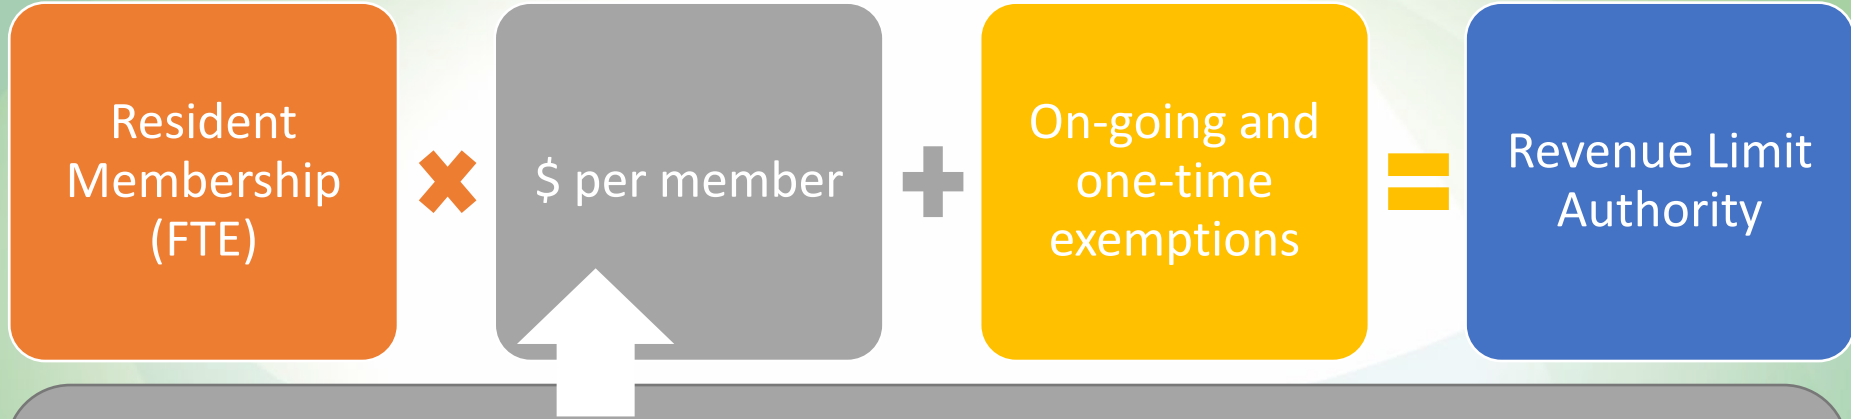 Resident
Membership
(FTE)
$ per member
On-going and
one-time
exemptions
Revenue Limit
Authority